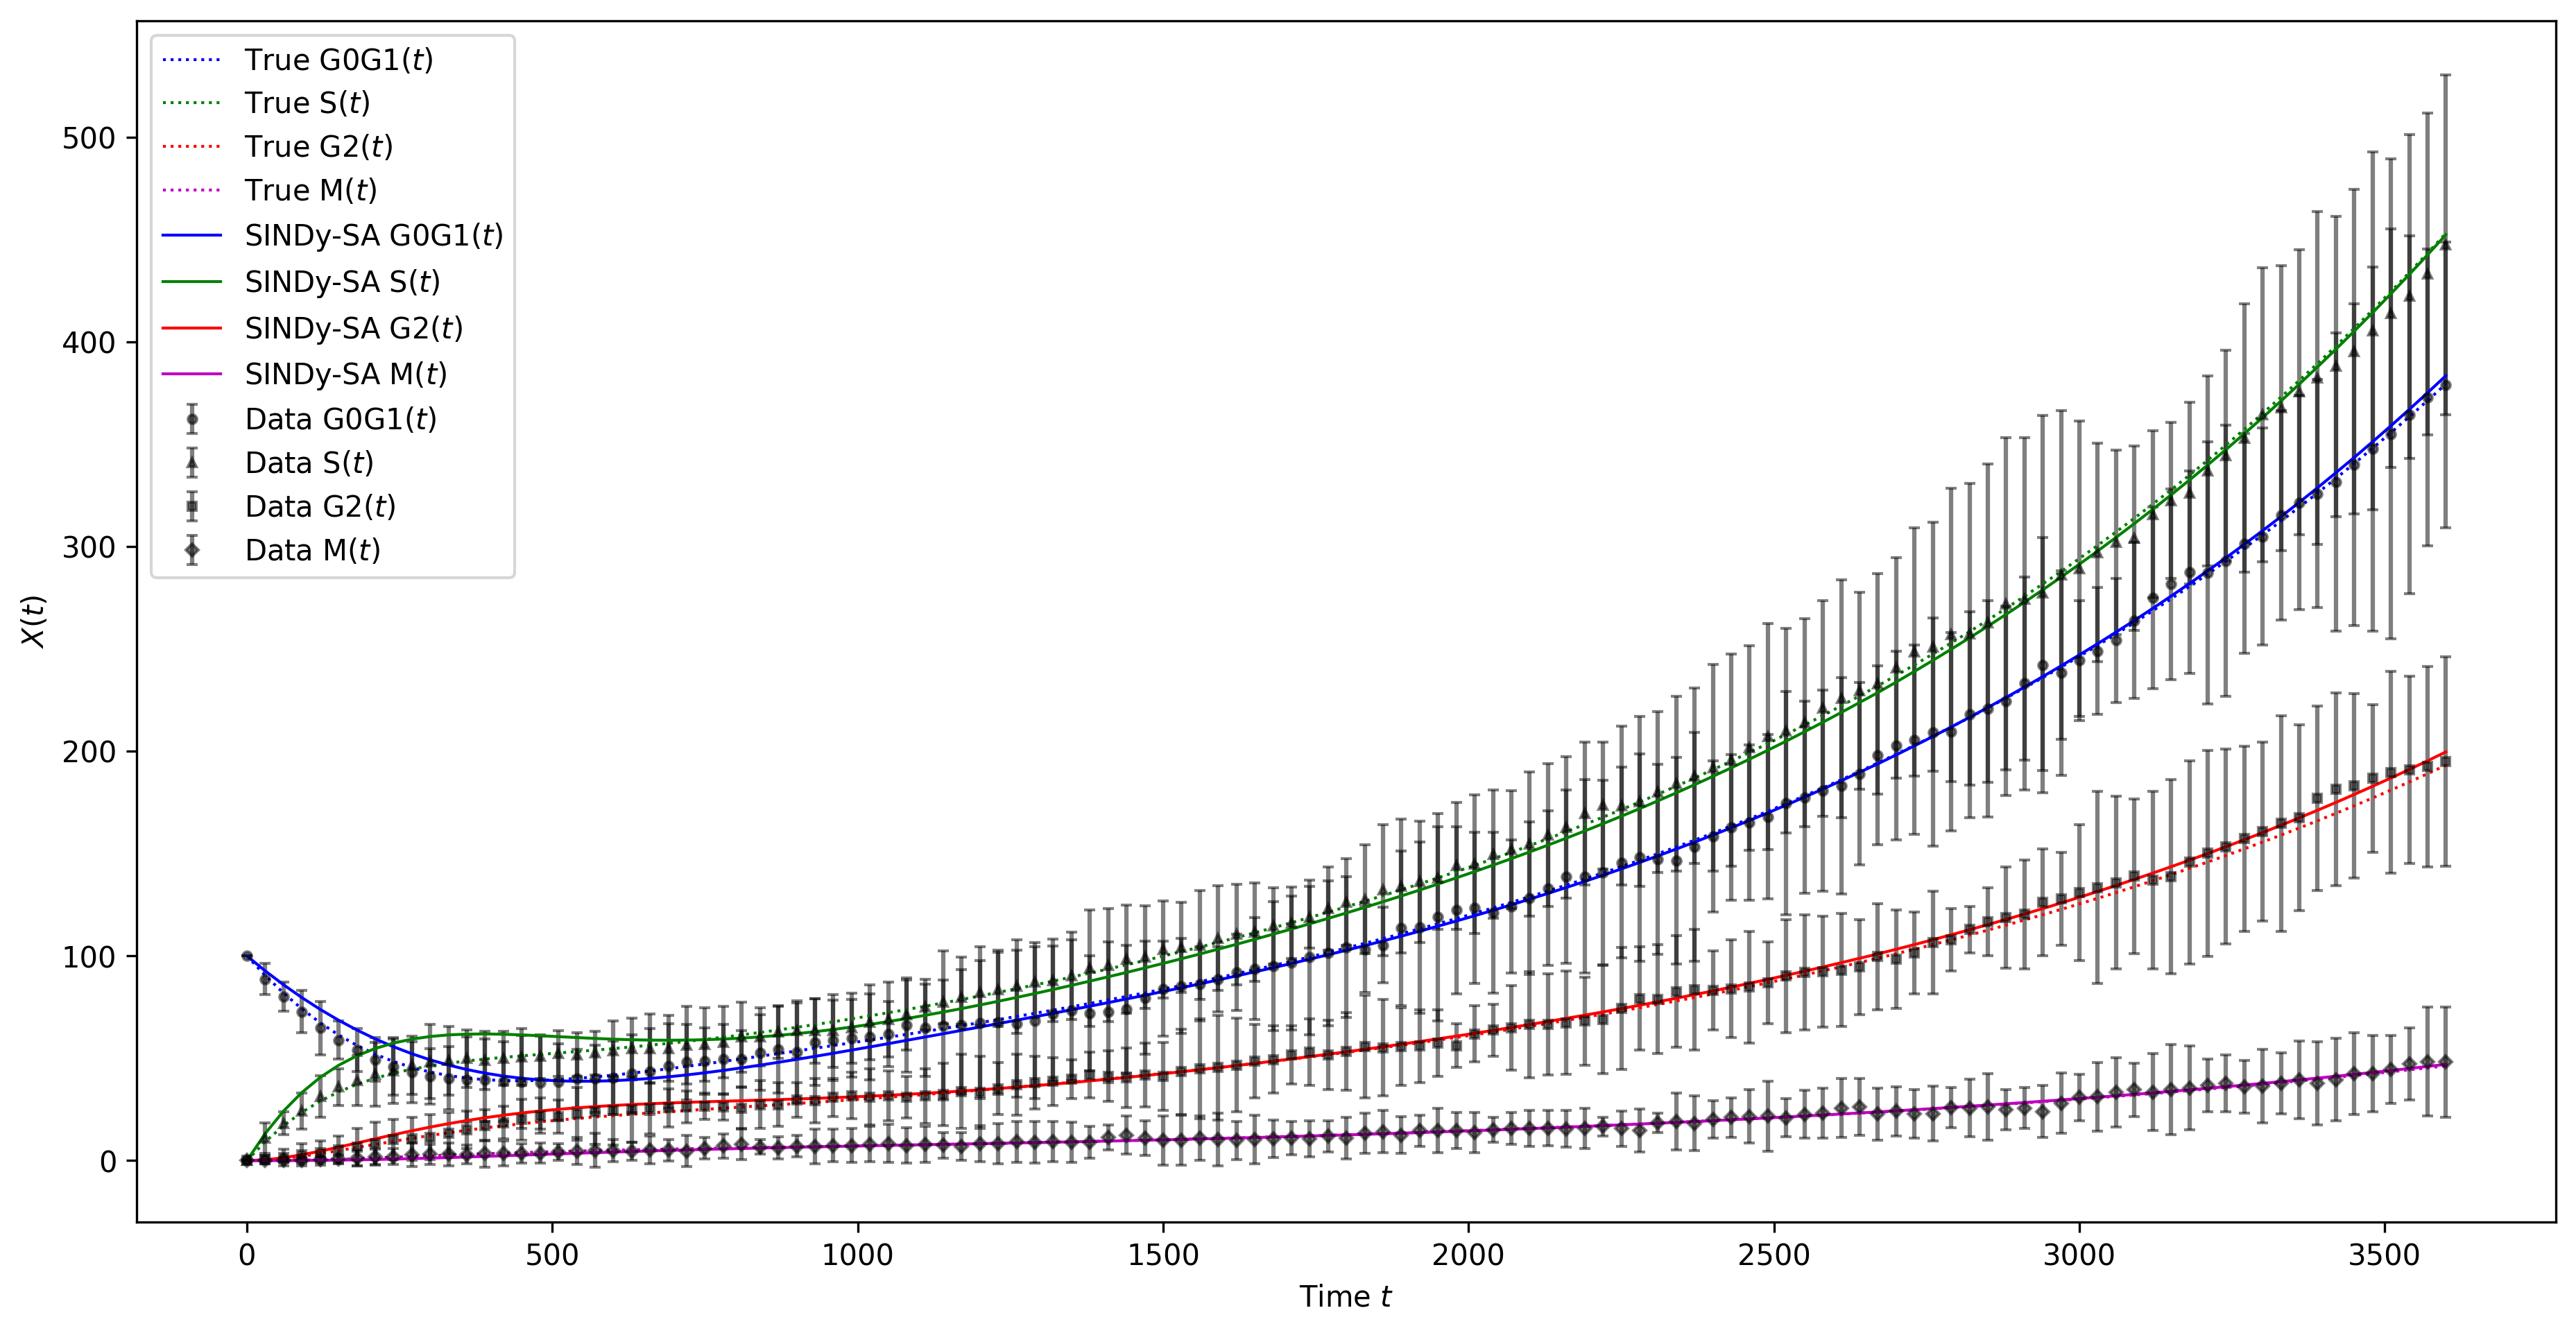 True G0G1(t)
True S(t)
True G2(t)
True M(t)
SINDy-SA G0G1(t)
SINDy-SA S(t)
SINDy-SA G2(t)
SINDy-SA M(t)
Data G0G1(t)
Data S(t)
Data G2(t)
Data M(t)
500
400
300
200
100
0
X(t)
0 500 1000 1500 2000 2500 3000 3500
Time t